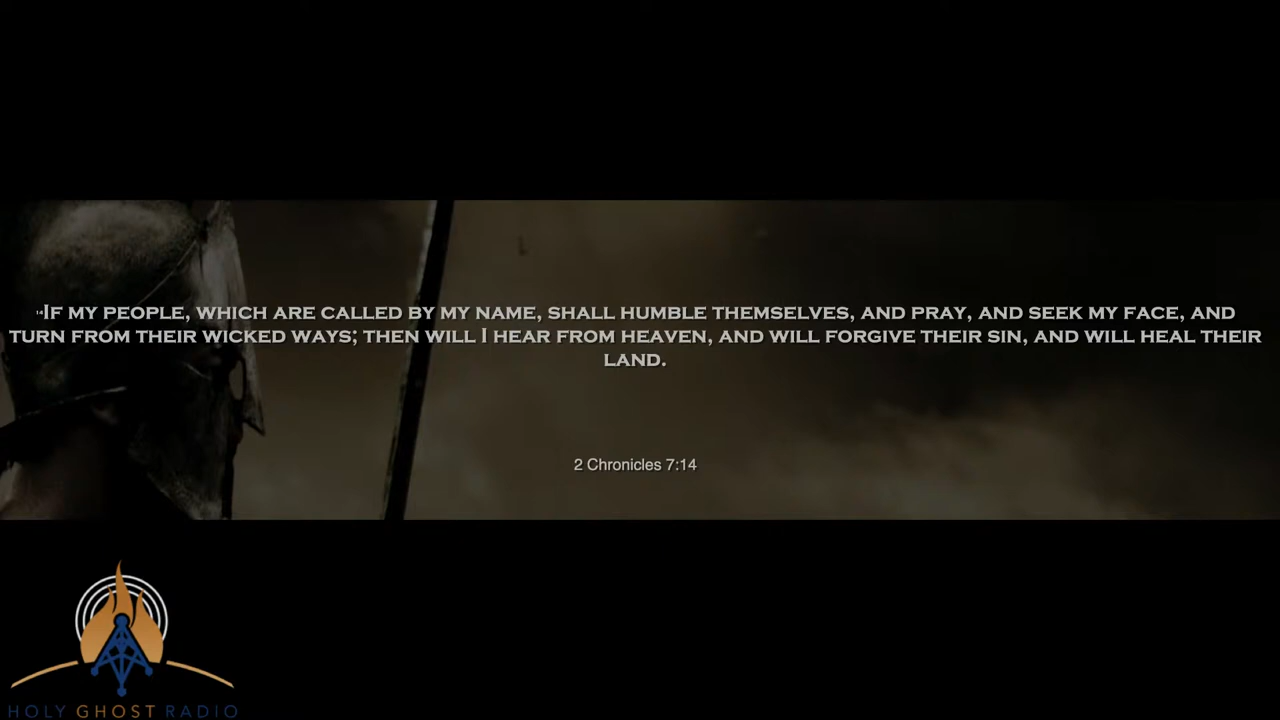 14IF MY PEOPLE, WHICH ARE CALLED BY MY NAME, SHALL HUMBLE THEMSELVES, AND PRAY, AND SEEK MY FACE, AND
TURN FROM THEIR WICKED WAYS; THEN WILL I HEAR FROM HEAVEN, AND WILL FORGIVE THEIR SIN, AND WILL HEAL THEIR
LAND.
2 Chronicles 7:14
HOLY GHOST RADIO